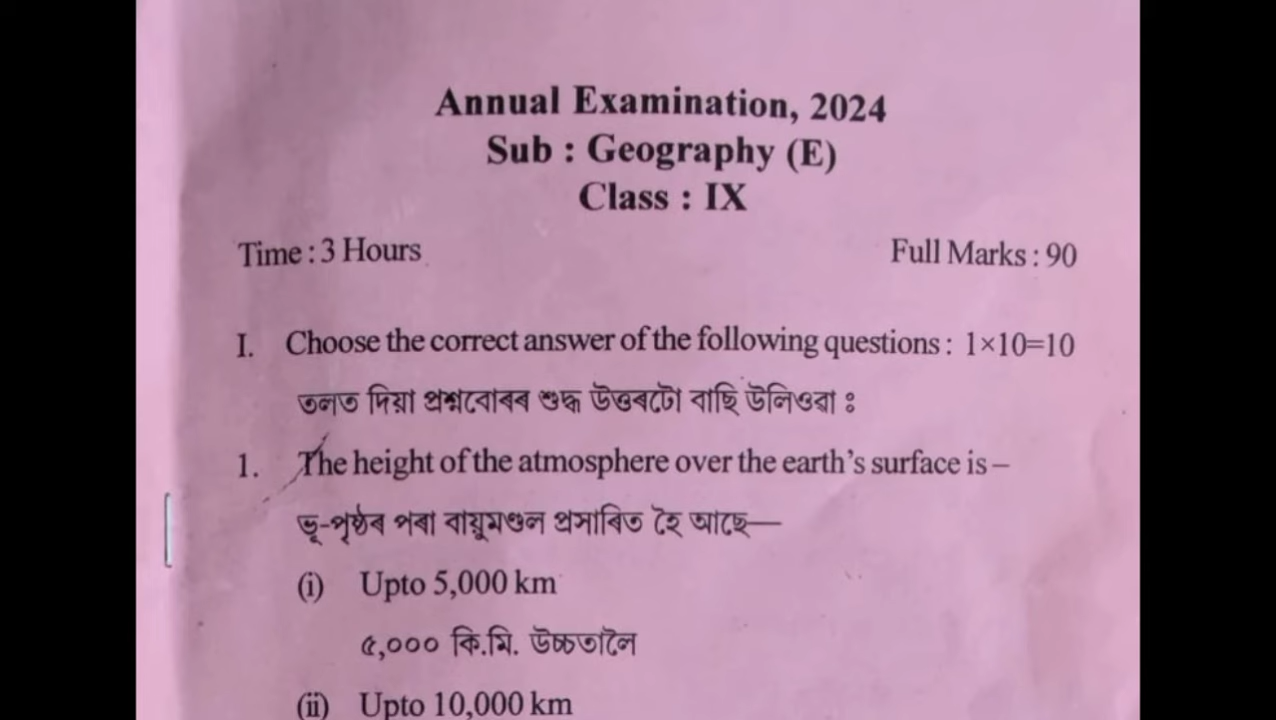 Annual Examination, 2024
Sub : Geography (E)
Class : IX
Time : 3 Hours Full Marks : 90
I. Choose the correct answer of the following questions : 1×10=10
তলত দিয়া প্ৰশ্নবোৰৰ শুদ্ধ উত্তৰটো বাছি উলিওৱা ঃ
1. The height of the atmosphere over the earth's surface is –
ভূ-পৃষ্ঠৰ পৰা বায়ুমণ্ডল প্ৰসাৰিত হৈ আছে—
(i) Upto 5,000 km
৫,০০০ কি.মি. উচ্চতালৈ
(ii) Upto 10,000 km